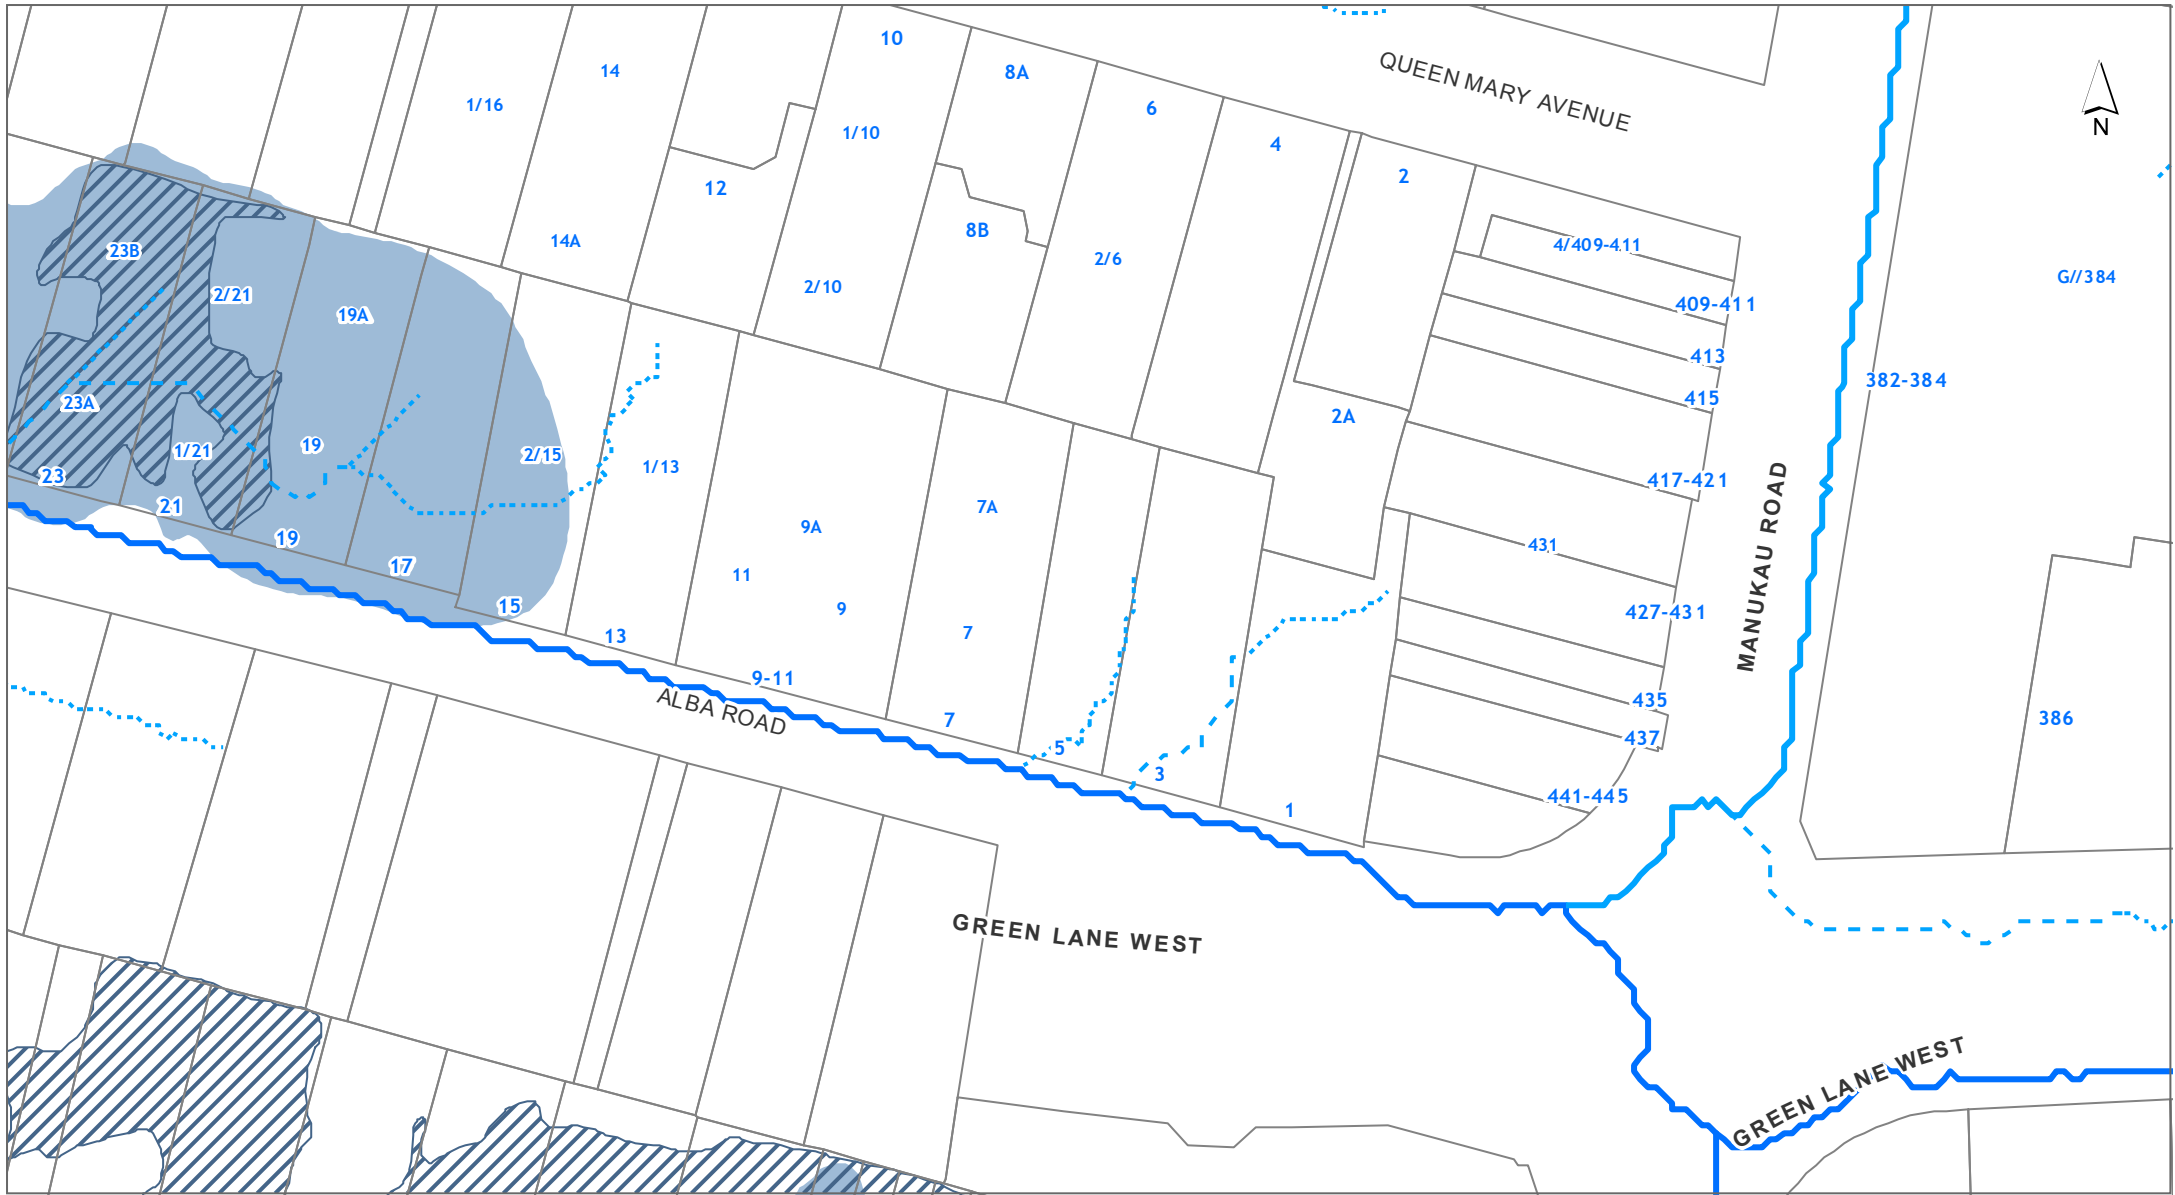 10
14
8A
QUEEN MARY AVENUE
1/16
6
1/10
N
4
12
2
8B
14A
4/409-411
23B
2/6
G//384
2/10
2/21
409-411
19A
413
382-384
415
23A
2A
19
1/21
2/15
1/13
23
417-421
21
7A
9A
MANUKAU ROAD
19
431
17
11
15
9
427-431
13
7
9-11
435
ALBA ROAD
7
386
437
5
3
441-445
1
GREEN LANE WEST
GREEN LANE WEST